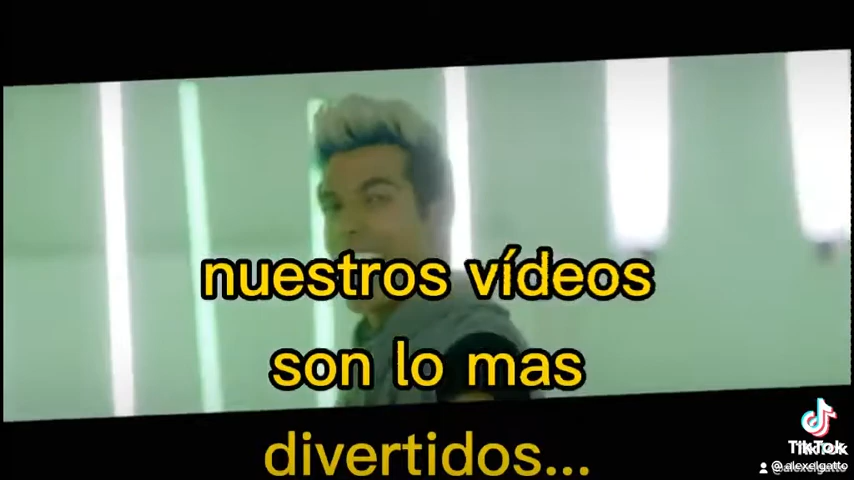 nuestros vídeos
son lo mas
divertidos...
TikTok
@alexelgatto